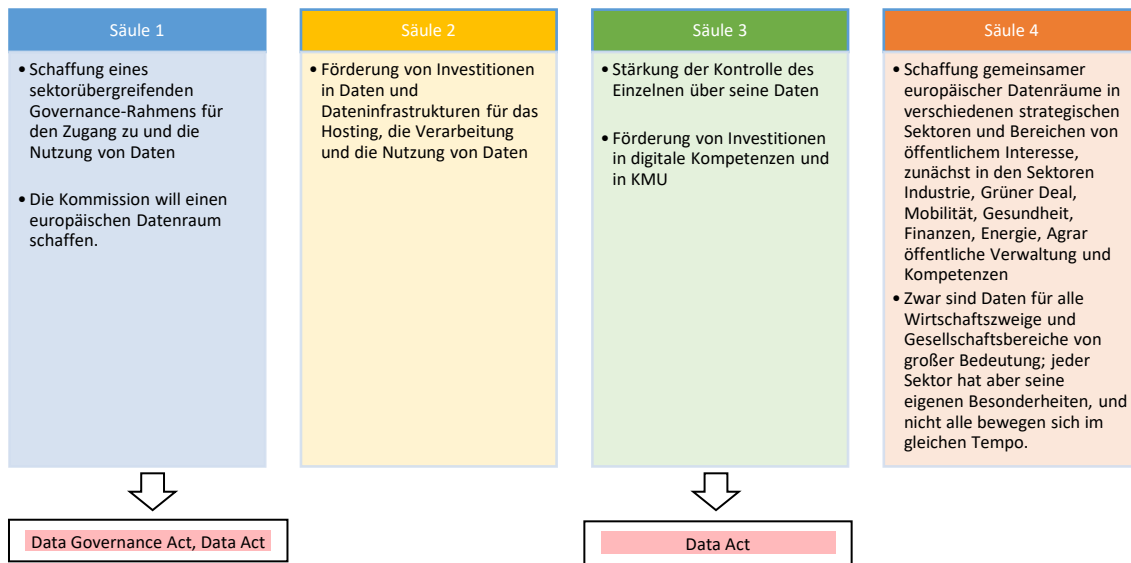 Säule 1
• Schaffung eines
sektorübergreifenden
Governance-Rahmens für
den Zugang zu und die
Nutzung von Daten
• Die Kommission will einen
europäischen Datenraum
schaffen.
Data Governance Act, Data Act
Säule 2
• Förderung von Investitionen
in Daten und
Dateninfrastrukturen für das
Hosting, die Verarbeitung
und die Nutzung von Daten
Säule 3
• Stärkung der Kontrolle des
Einzelnen über seine Daten
• Förderung von Investitionen
in digitale Kompetenzen und
in KMU
Data Act
Säule 4
• Schaffung gemeinsamer
europäischer Datenräume in
verschiedenen strategischen
Sektoren und Bereichen von
öffentlichem Interesse,
zunächst in den Sektoren
Industrie, Grüner Deal,
Mobilität, Gesundheit,
Finanzen, Energie, Agrar
öffentliche Verwaltung und
Kompetenzen
• Zwar sind Daten für alle
Wirtschaftszweige und
Gesellschaftsbereiche von
großer Bedeutung; jeder
Sektor hat aber seine
eigenen Besonderheiten, und
nicht alle bewegen sich im
gleichen Tempo.